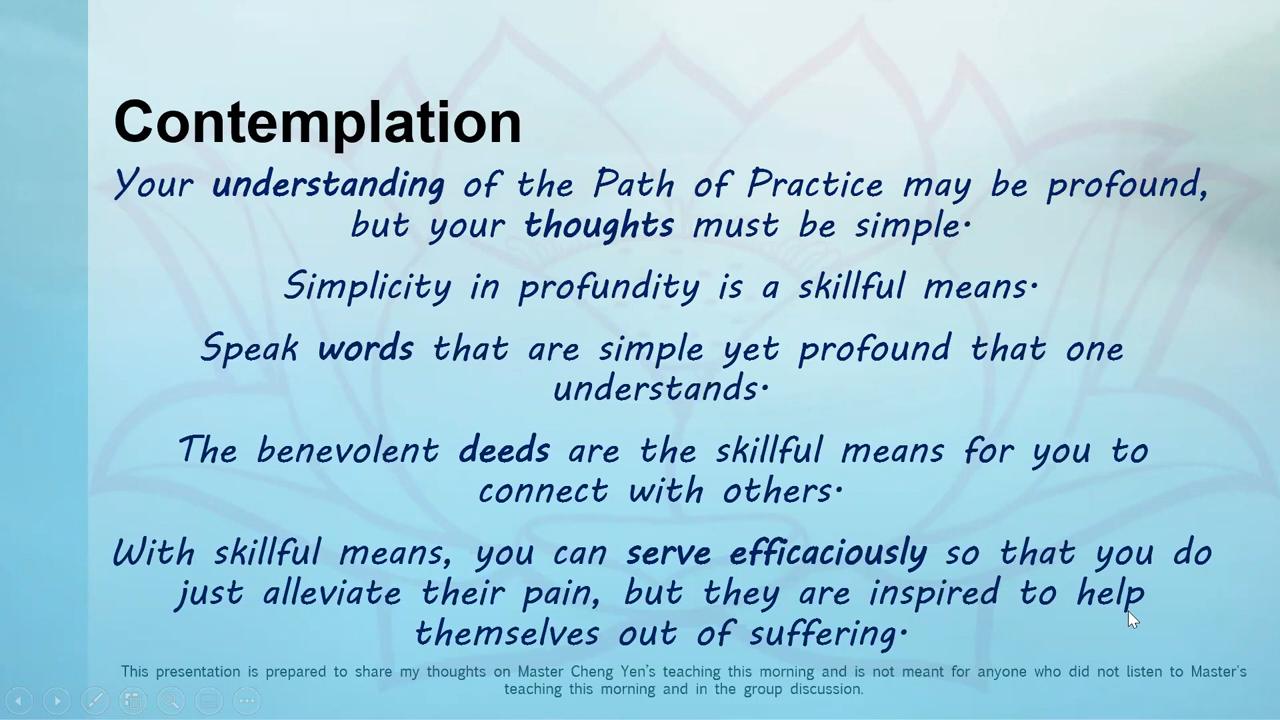 Contemplation
Your understanding of the Path of Practice may be profound,
but your thoughts must be simple.
Simplicity in profundity is a skillful means.
Speak words that are simple yet profound that one
understands.
The benevolent deeds are the skillful means for you to
connect with others.
With skillful means, you can serve efficaciously so that you do
just alleviate their pain, but they are inspired to help
themselves out of suffering.
This presentation is prepared to share my thoughts on Master Cheng Yen's teaching this morning and is not meant for anyone who did not listen to Master's
teaching this morning and in the group discussion.